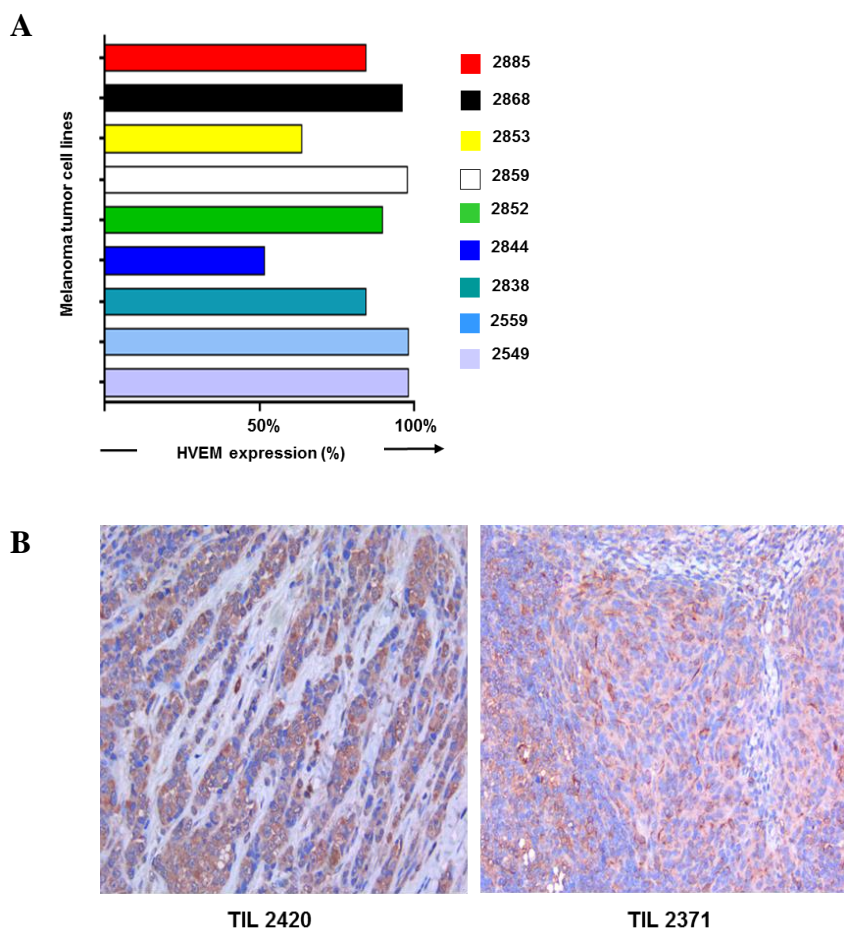 A
Melanoma tumor cell lines
2885
2868
2853
2859
2852
2844
2838
2559
2549
50%
100%
HVEM expression (%)
B
TIL 2420
TIL 2371